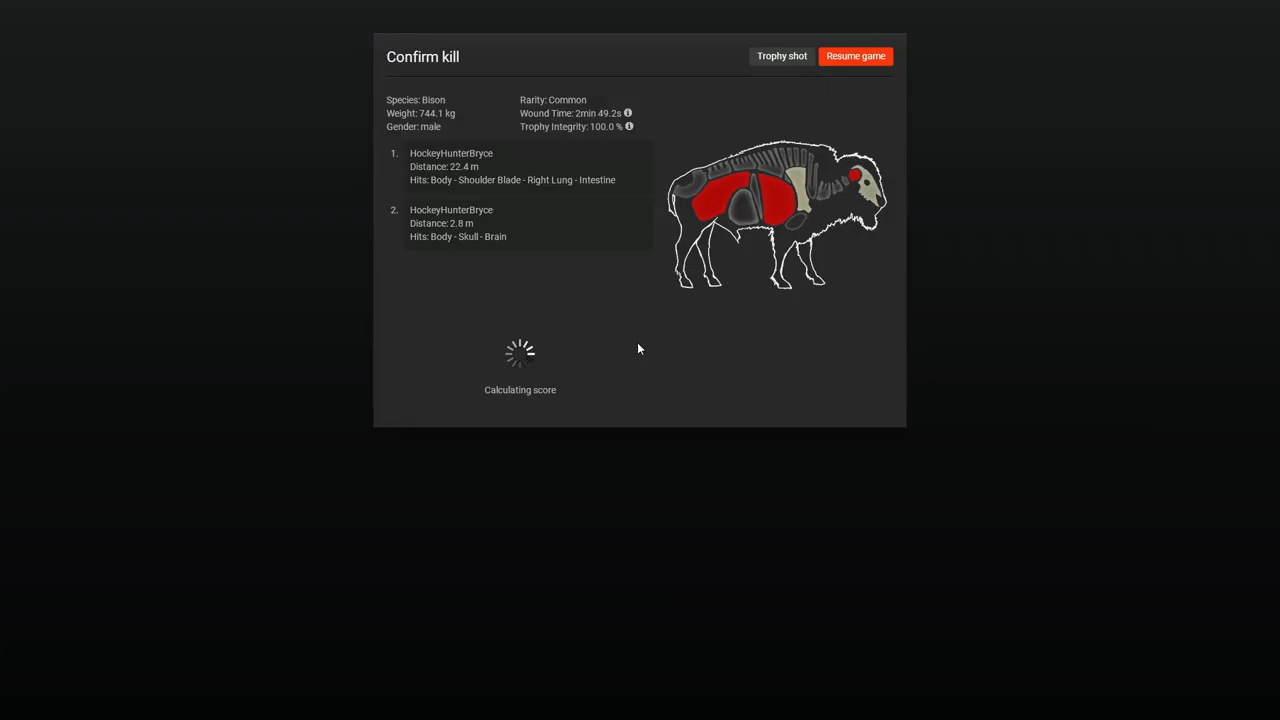 Confirm kill
Trophy shot
Resume game
Species: Bison
Weight: 744.1 kg
Gender: male
Rarity: Common
Wound Time: 2min 49.2s
Trophy Integrity: 100.0 %
1. HockeyHunterBryce
Distance: 22.4 m
Hits: Body - Shoulder Blade - Right Lung - Intestine
2. HockeyHunterBryce
Distance: 2.8 m
Hits: Body - Skull - Brain
Calculating score